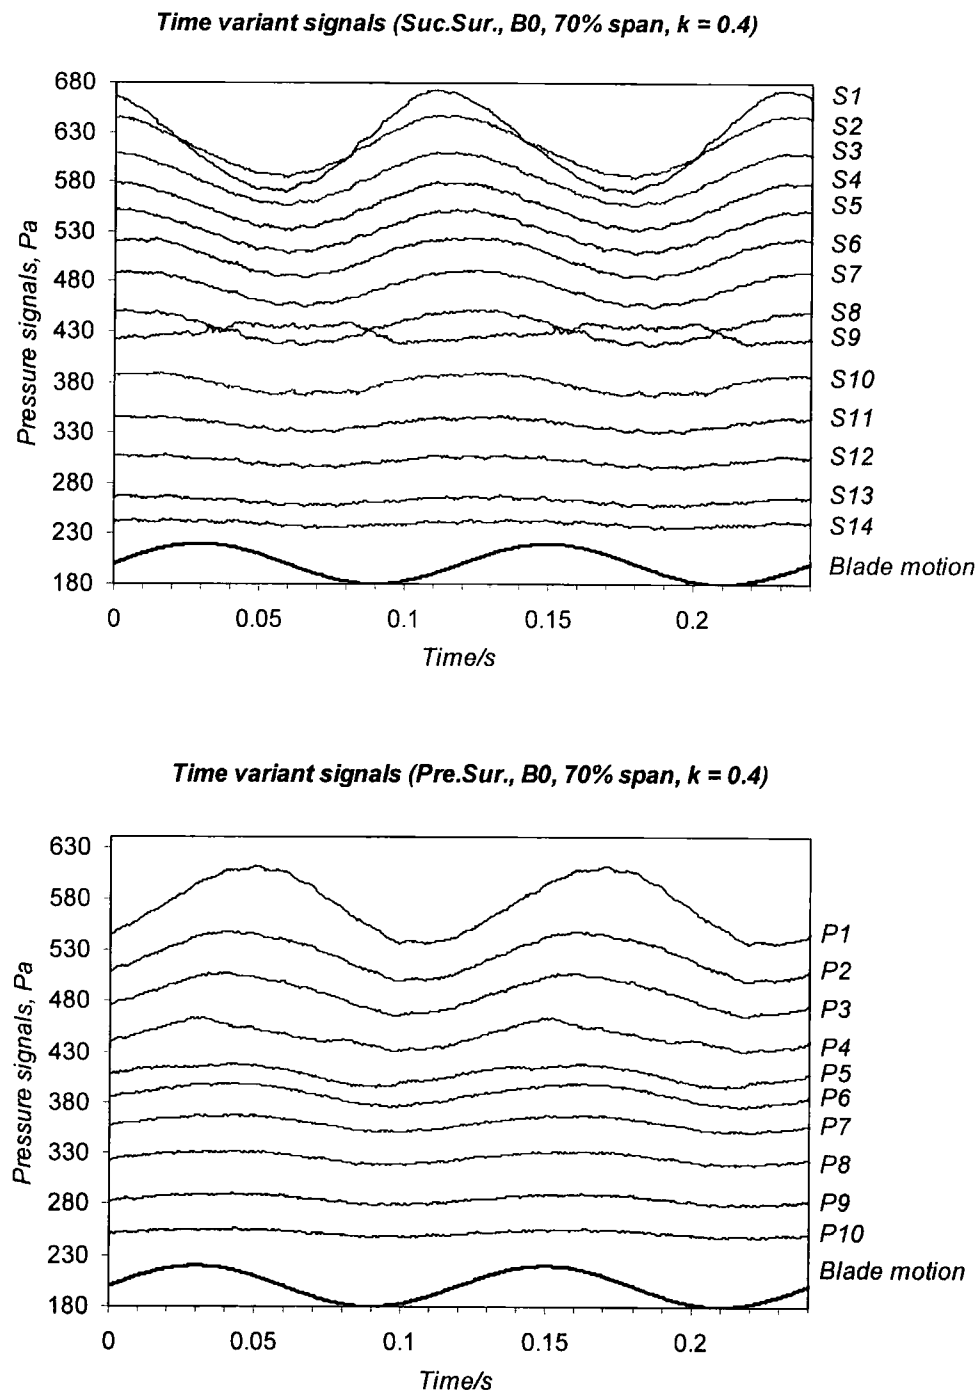 Time variant signals (Suc.Sur., B0, 70% span, k = 0.4)
Pressure signals, Pa
680
630
580
530
480
430
380
330
280
230
180
S1
S2
S3
S4
S5
S6
S7
S8
S9
S10
S11
S12
S13
S14
Blade motion
0 0.05 0.1 0.15 0.2
Time/s
Time variant signals (Pre.Sur., B0, 70% span, k = 0.4)
Pressure signals, Pa
630
580
530
480
430
380
330
280
230
180
P1
P2
P3
P4
P5
P6
P7
P8
P9
P10
Blade motion
0 0.05 0.1 0.15 0.2
Time/s